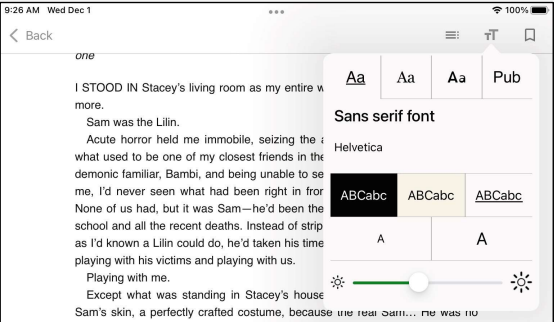 9:26 AM Wed Dec 1
100%
Back
TT
one
I STOOD IN Stacey's living room as my entire w
more.
Sam was the Lilin.
Acute horror held me immobile, seizing the a
what used to be one of my closest friends in the
demonic familiar, Bambi, and being unable to se
me, I'd never seen what had been right in fror
None of us had, but it was Sam—he'd been the
school and all the recent deaths. Instead of strip
as I'd known a Lilin could do, he'd taken his time
playing with his victims and playing with us.
Playing with me.
Except what was standing in Stacey's house
Sam's skin, a perfectly crafted costume, because the real Sam... He was no
Aa Aa Aa Pub
Sans serif font
Helvetica
ABCabc ABCabc ABCabc
A A